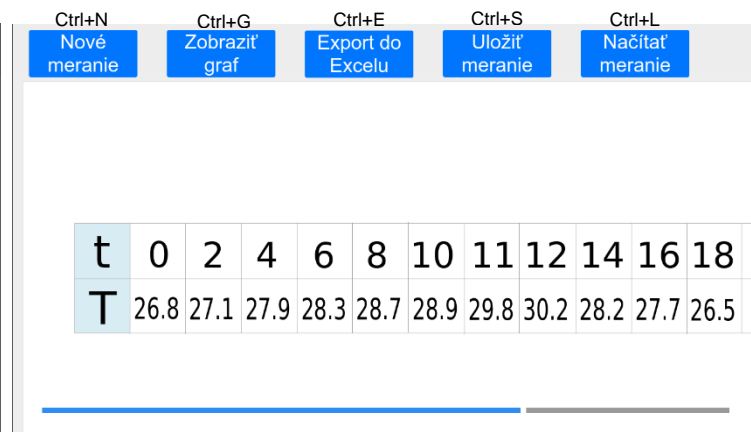 Ctrl+N Ctrl+G Ctrl+E Ctrl+S Ctrl+L
Nové Zobraziť Export do Uložiť Načítať
meranie graf Excelu meranie meranie
t 0 2 4 6 8 10 11 12 14 16 18
T 26.8 27.1 27.9 28.3 28.7 28.9 29.8 30.2 28.2 27.7 26.5